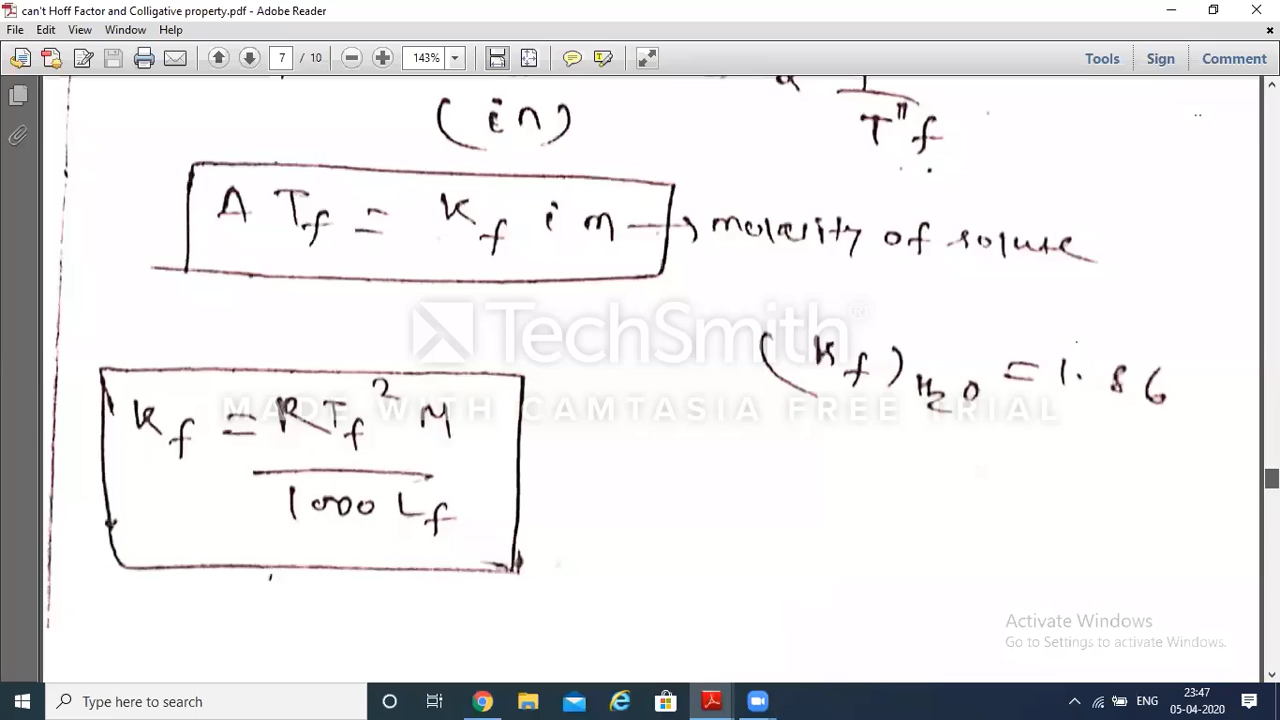 can't Hoff Factor and Colligative property.pdf - Adobe Reader
File Edit View Window Help
7 / 10 143% Tools Sign Comment
(in) T"f
Δ Tf = Kf i m → molarity of solute
TechSmith
(Kf)H2O = 1.86
MADE WITH CAMTASIA FREE TRIAL
Kf = RTf² M
1000 Lf
Activate Windows
Go to Settings to activate Windows.
Type here to search
ENG 23:47
05-04-2020